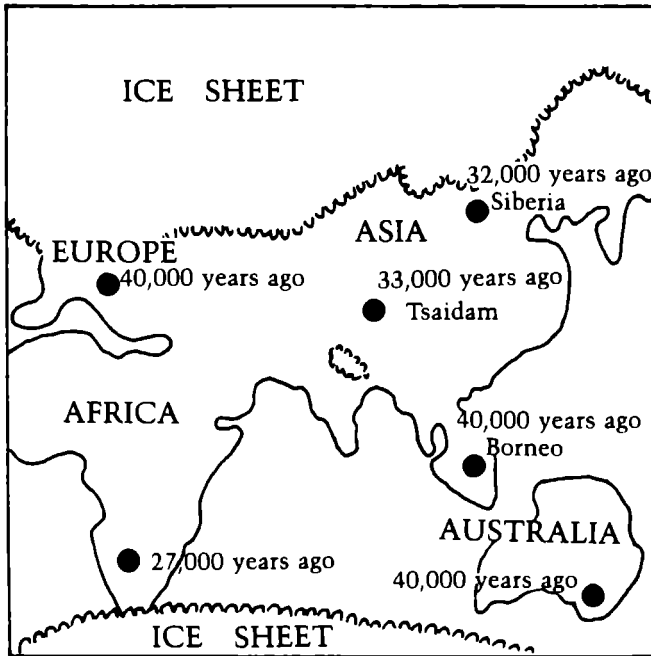 ICE SHEET
32,000 years ago
Siberia
ASIA
EUROPE
40,000 years ago
33,000 years ago
Tsaidam
AFRICA
40,000 years ago
Borneo
AUSTRALIA
27,000 years ago
40,000 years ago
ICE SHEET